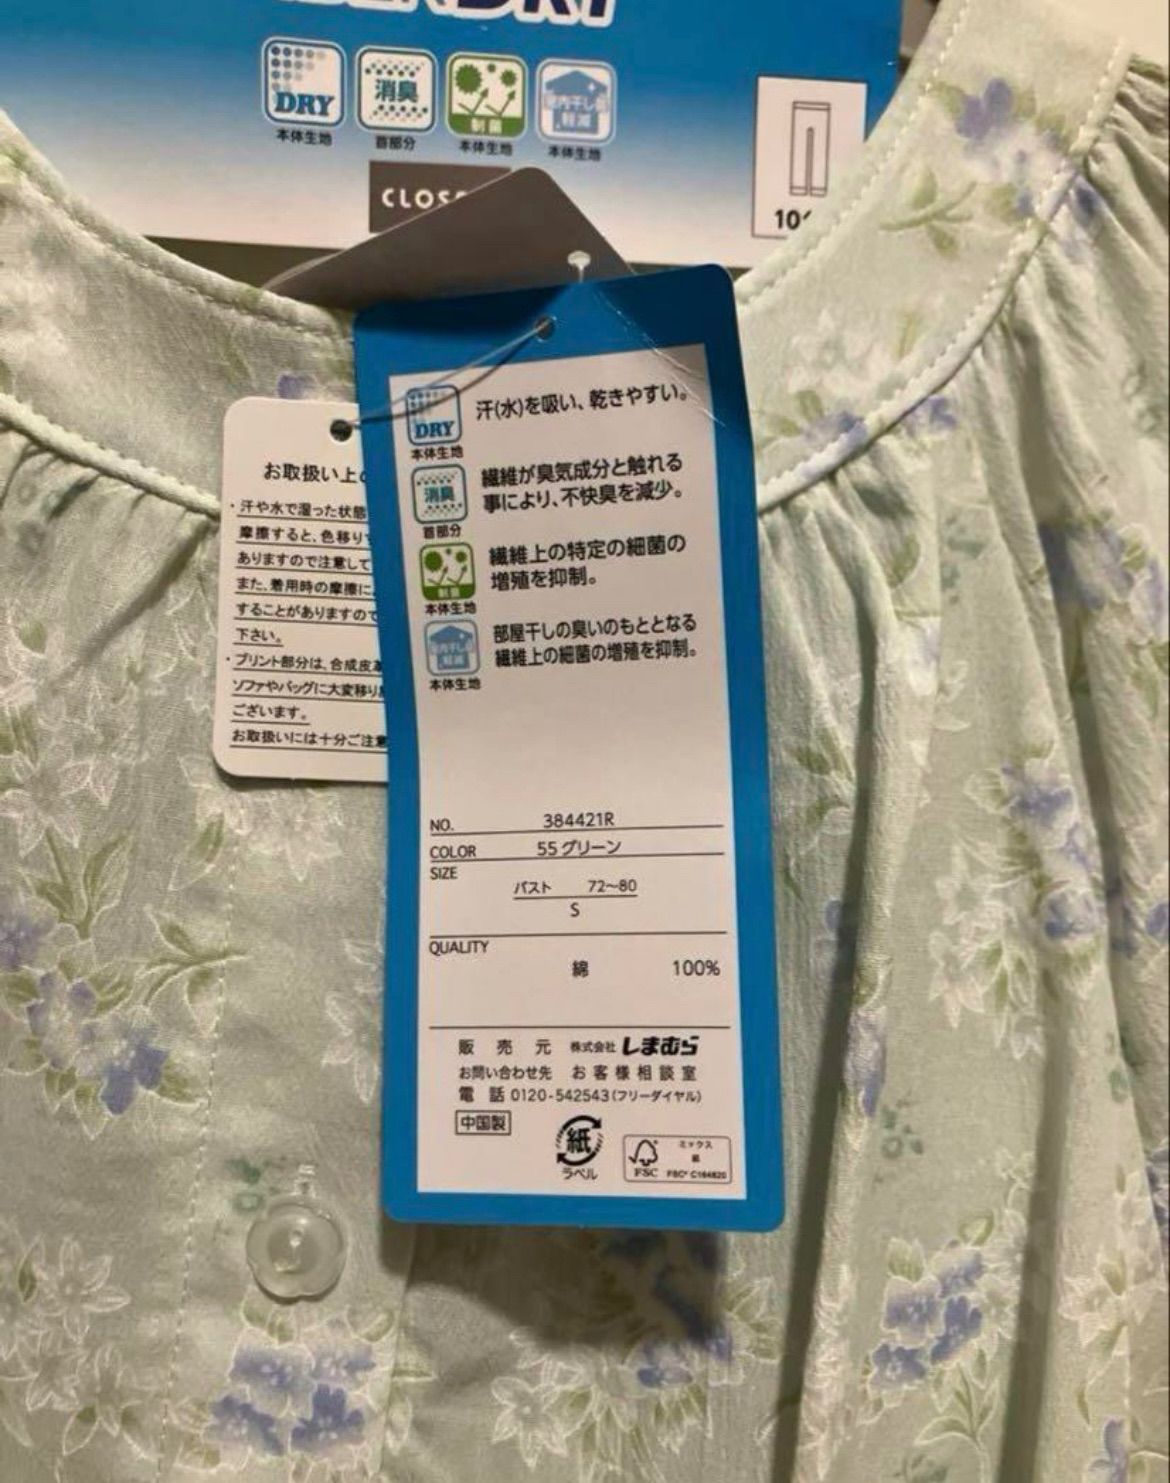 DRY
消臭
制菌
室内干し臭
軽減
本体生地
首部分
本体生地
本体生地
お取扱い上
・汗や水で湿った状態
摩擦すると、色移り
ありますので注意して
また、着用時の摩擦に
することがありますので
下さい。
・プリント部分は、合成皮革
ソファやバッグに大変移り
ございます。
お取扱いには十分ご注意
DRY
本体生地
汗(水)を吸い、乾きやすい。
消臭
首部分
繊維が臭気成分と触れる
事により、不快臭を減少。
制菌
本体生地
繊維上の特定の細菌の
増殖を抑制。
軽減
本体生地
部屋干しの臭いのもととなる
繊維上の細菌の増殖を抑制。
NO. 384421R
COLOR 55 グリーン
SIZE
バスト 72～80
S
QUALITY
綿 100%
販売元 株式会社 しまむら
お問い合わせ先 お客様相談室
電話 0120-542543(フリーダイヤル)
中国製
紙
ラベル
ミックス
紙
FSC FSC® C164820